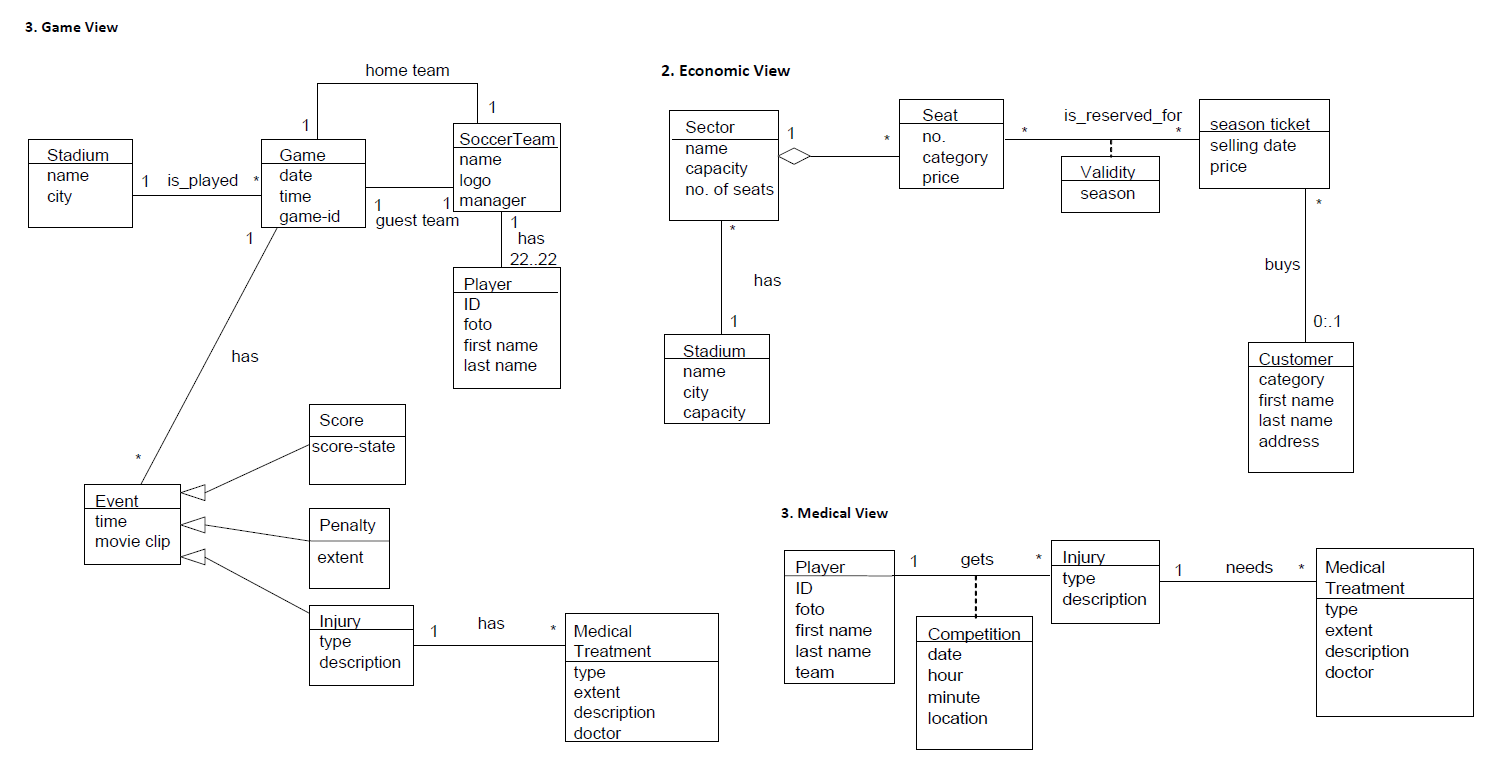 3. Game View
home team
1
1
Stadium
name
city
1 is_played *
Game
date
time
game-id
SoccerTeam
name
logo
manager
1
1
guest team
1
has
22..22
Player
ID
foto
first name
last name
1
has
*
Event
time
movie clip
Score
score-state
Penalty
extent
Injury
type
description
1 has *
Medical
Treatment
type
extent
description
doctor
2. Economic View
Sector
name
capacity
no. of seats
1
*
Seat
no.
category
price
is_reserved_for
*
*
Validity
season
season ticket
selling date
price
*
buys
0:.1
Customer
category
first name
last name
address
*
has
1
Stadium
name
city
capacity
3. Medical View
Player
ID
foto
first name
last name
team
1 gets *
Competition
date
hour
minute
location
Injury
type
description
1 needs *
Medical
Treatment
type
extent
description
doctor